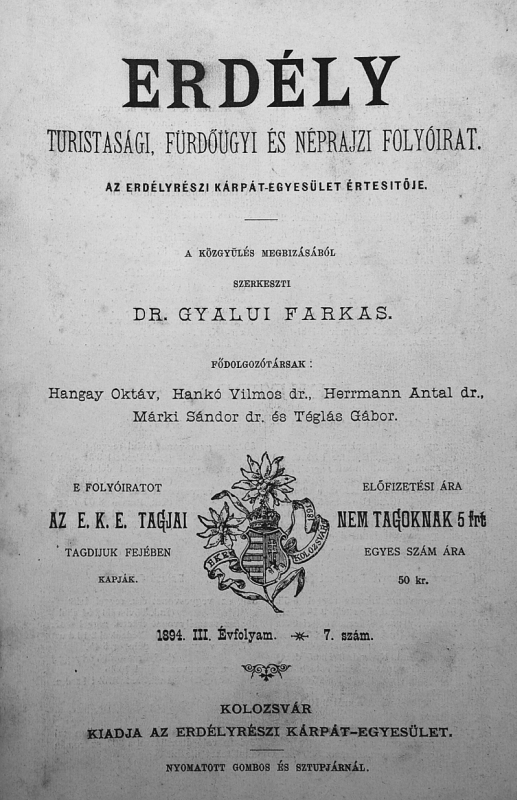 ERDÉLY
TURISTASÁGI, FÜRDŐÜGYI ÉS NÉPRAJZI FOLYÓIRAT.
AZ ERDÉLYRÉSZI KÁRPÁT-EGYESÜLET ÉRTESITŐJE.
A KÖZGYÜLÉS MEGBIZÁSÁBÓL
SZERKESZTI
DR. GYALUI FARKAS.
FŐDOLGOZÓTÁRSAK :
Hangay Oktáv, Hankó Vilmos dr., Herrmann Antal dr.,
Márki Sándor dr. és Téglás Gábor.
E FOLYÓIRATOT
AZ E. K. E. TAGJAI
TAGDIJUK FEJÉBEN
KAPJÁK.
EKE
KOLOZSVÁR
1891
ELŐFIZETÉSI ÁRA
NEM TAGOKNAK 5 frt
EGYES SZÁM ÁRA
50 kr.
1894. III. Évfolyam. 7. szám.
KOLOZSVÁR
KIADJA AZ ERDÉLYRÉSZI KÁRPÁT-EGYESÜLET.
NYOMATOTT GOMBOS ÉS SZTUPJÁRNÁL.